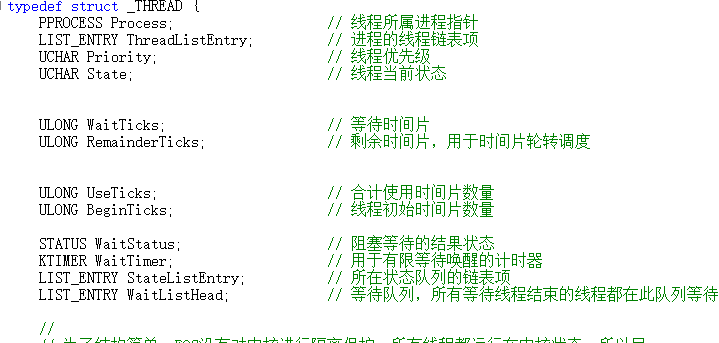 typedef struct _THREAD {
PPROCESS Process; // 线程所属进程指针
LIST_ENTRY ThreadListEntry; // 进程的线程链表项
UCHAR Priority; // 线程优先级
UCHAR State; // 线程当前状态
ULONG WaitTicks; // 等待时间片
ULONG RemainderTicks; // 剩余时间片，用于时间片轮转调度
ULONG UseTicks; // 合计使用时间片数量
ULONG BeginTicks; // 线程初始时间片数量
STATUS WaitStatus; // 阻塞等待的结果状态
KTIMER WaitTimer; // 用于有限等待唤醒的计时器
LIST_ENTRY StateListEntry; // 所在状态队列的链表项
LIST_ENTRY WaitListHead; // 等待队列，所有等待线程结束的线程都在此队列等待
//